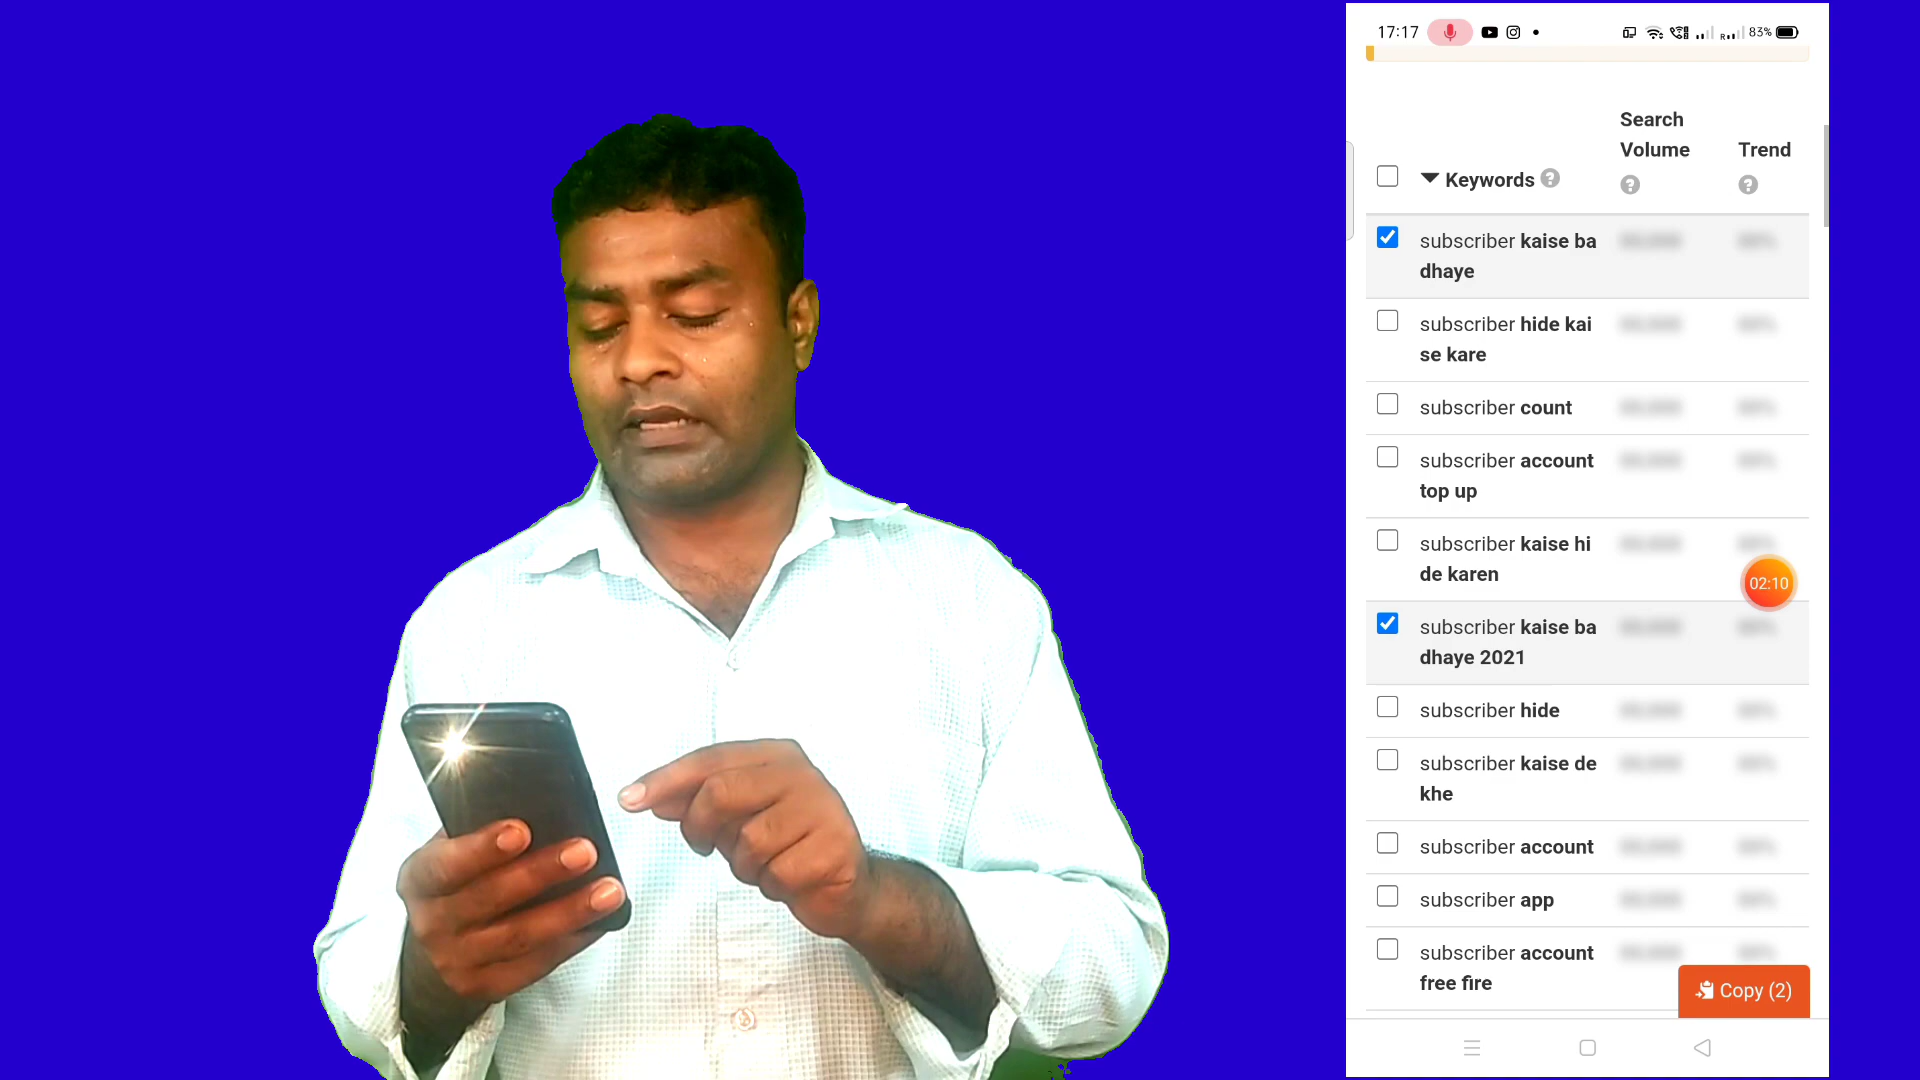 17:17
83%
Search
Volume
Trend
Keywords
subscriber kaise ba
dhaye
subscriber hide kai
se kare
subscriber count
subscriber account
top up
subscriber kaise hi
de karen
02:10
subscriber kaise ba
dhaye 2021
subscriber hide
subscriber kaise de
khe
subscriber account
subscriber app
subscriber account
free fire
Copy (2)